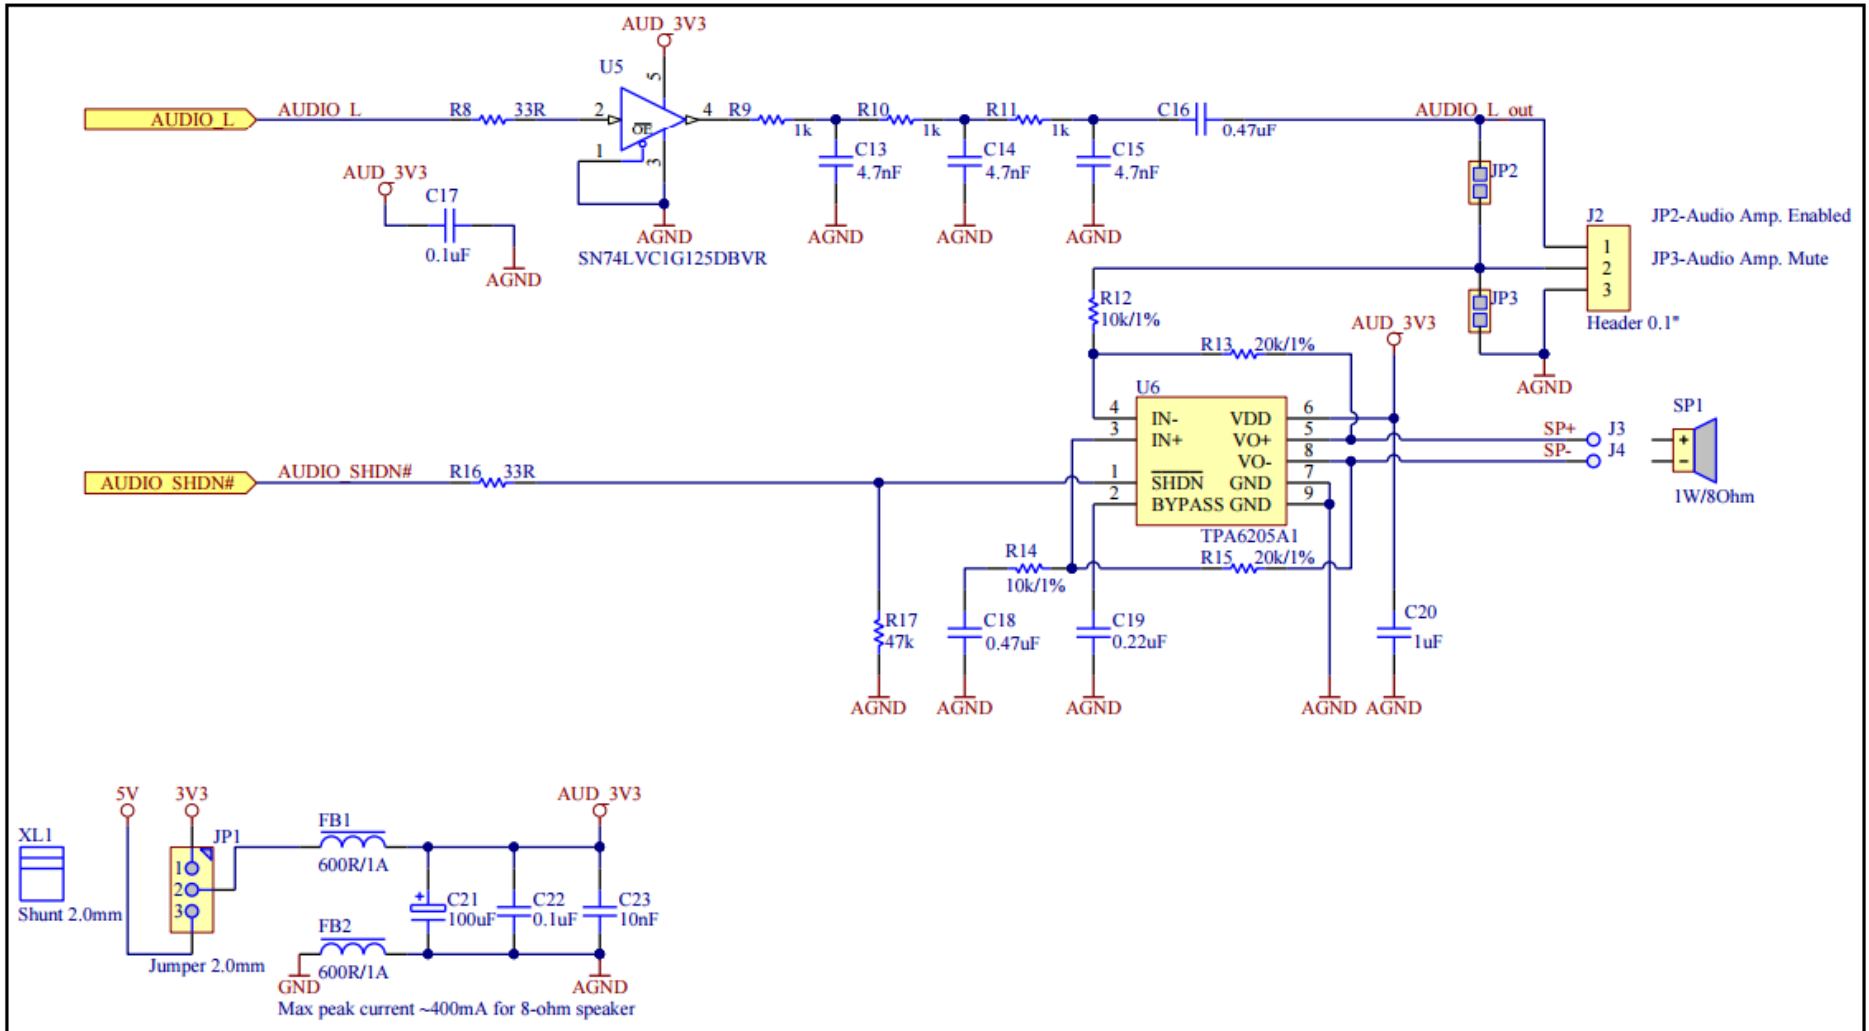 AUD_3V3
U5
5
AUDIO_L
AUDIO_L
R8
33R
2
OE
4
R9
1k
R10
1k
R11
1k
C16
0.47uF
AUDIO_L_out
1
3
C13
4.7nF
C14
4.7nF
C15
4.7nF
JP2
AUD_3V3
C17
0.1uF
AGND
AGND
SN74LVC1G125DBVR
AGND
AGND
AGND
J2
1
2
3
Header 0.1"
JP2-Audio Amp. Enabled
JP3-Audio Amp. Mute
JP3
AGND
R12
10k/1%
R13
20k/1%
AUD_3V3
U6
4
IN-
VDD
6
3
IN+
VO+
5
VO-
8
1
SHDN
GND
7
2
BYPASS
GND
9
TPA6205A1
SP+
J3
SP-
J4
SP1
+
-
1W/8Ohm
AUDIO_SHDN#
AUDIO_SHDN#
R16
33R
R14
10k/1%
R15
20k/1%
R17
47k
C18
0.47uF
C19
0.22uF
C20
1uF
AGND
AGND
AGND
AGND
AGND
5V
3V3
AUD_3V3
XL1
Shunt 2.0mm
JP1
1
2
3
Jumper 2.0mm
FB1
600R/1A
+
C21
100uF
C22
0.1uF
C23
10nF
FB2
600R/1A
GND
AGND
Max peak current ~400mA for 8-ohm speaker